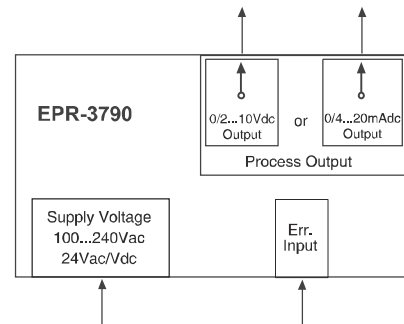 EPR-3790
0/2...10Vdc
Output
or
0/4...20mAdc
Output
Process Output
Supply Voltage
100...240Vac
24Vac/Vdc
Err.
Input